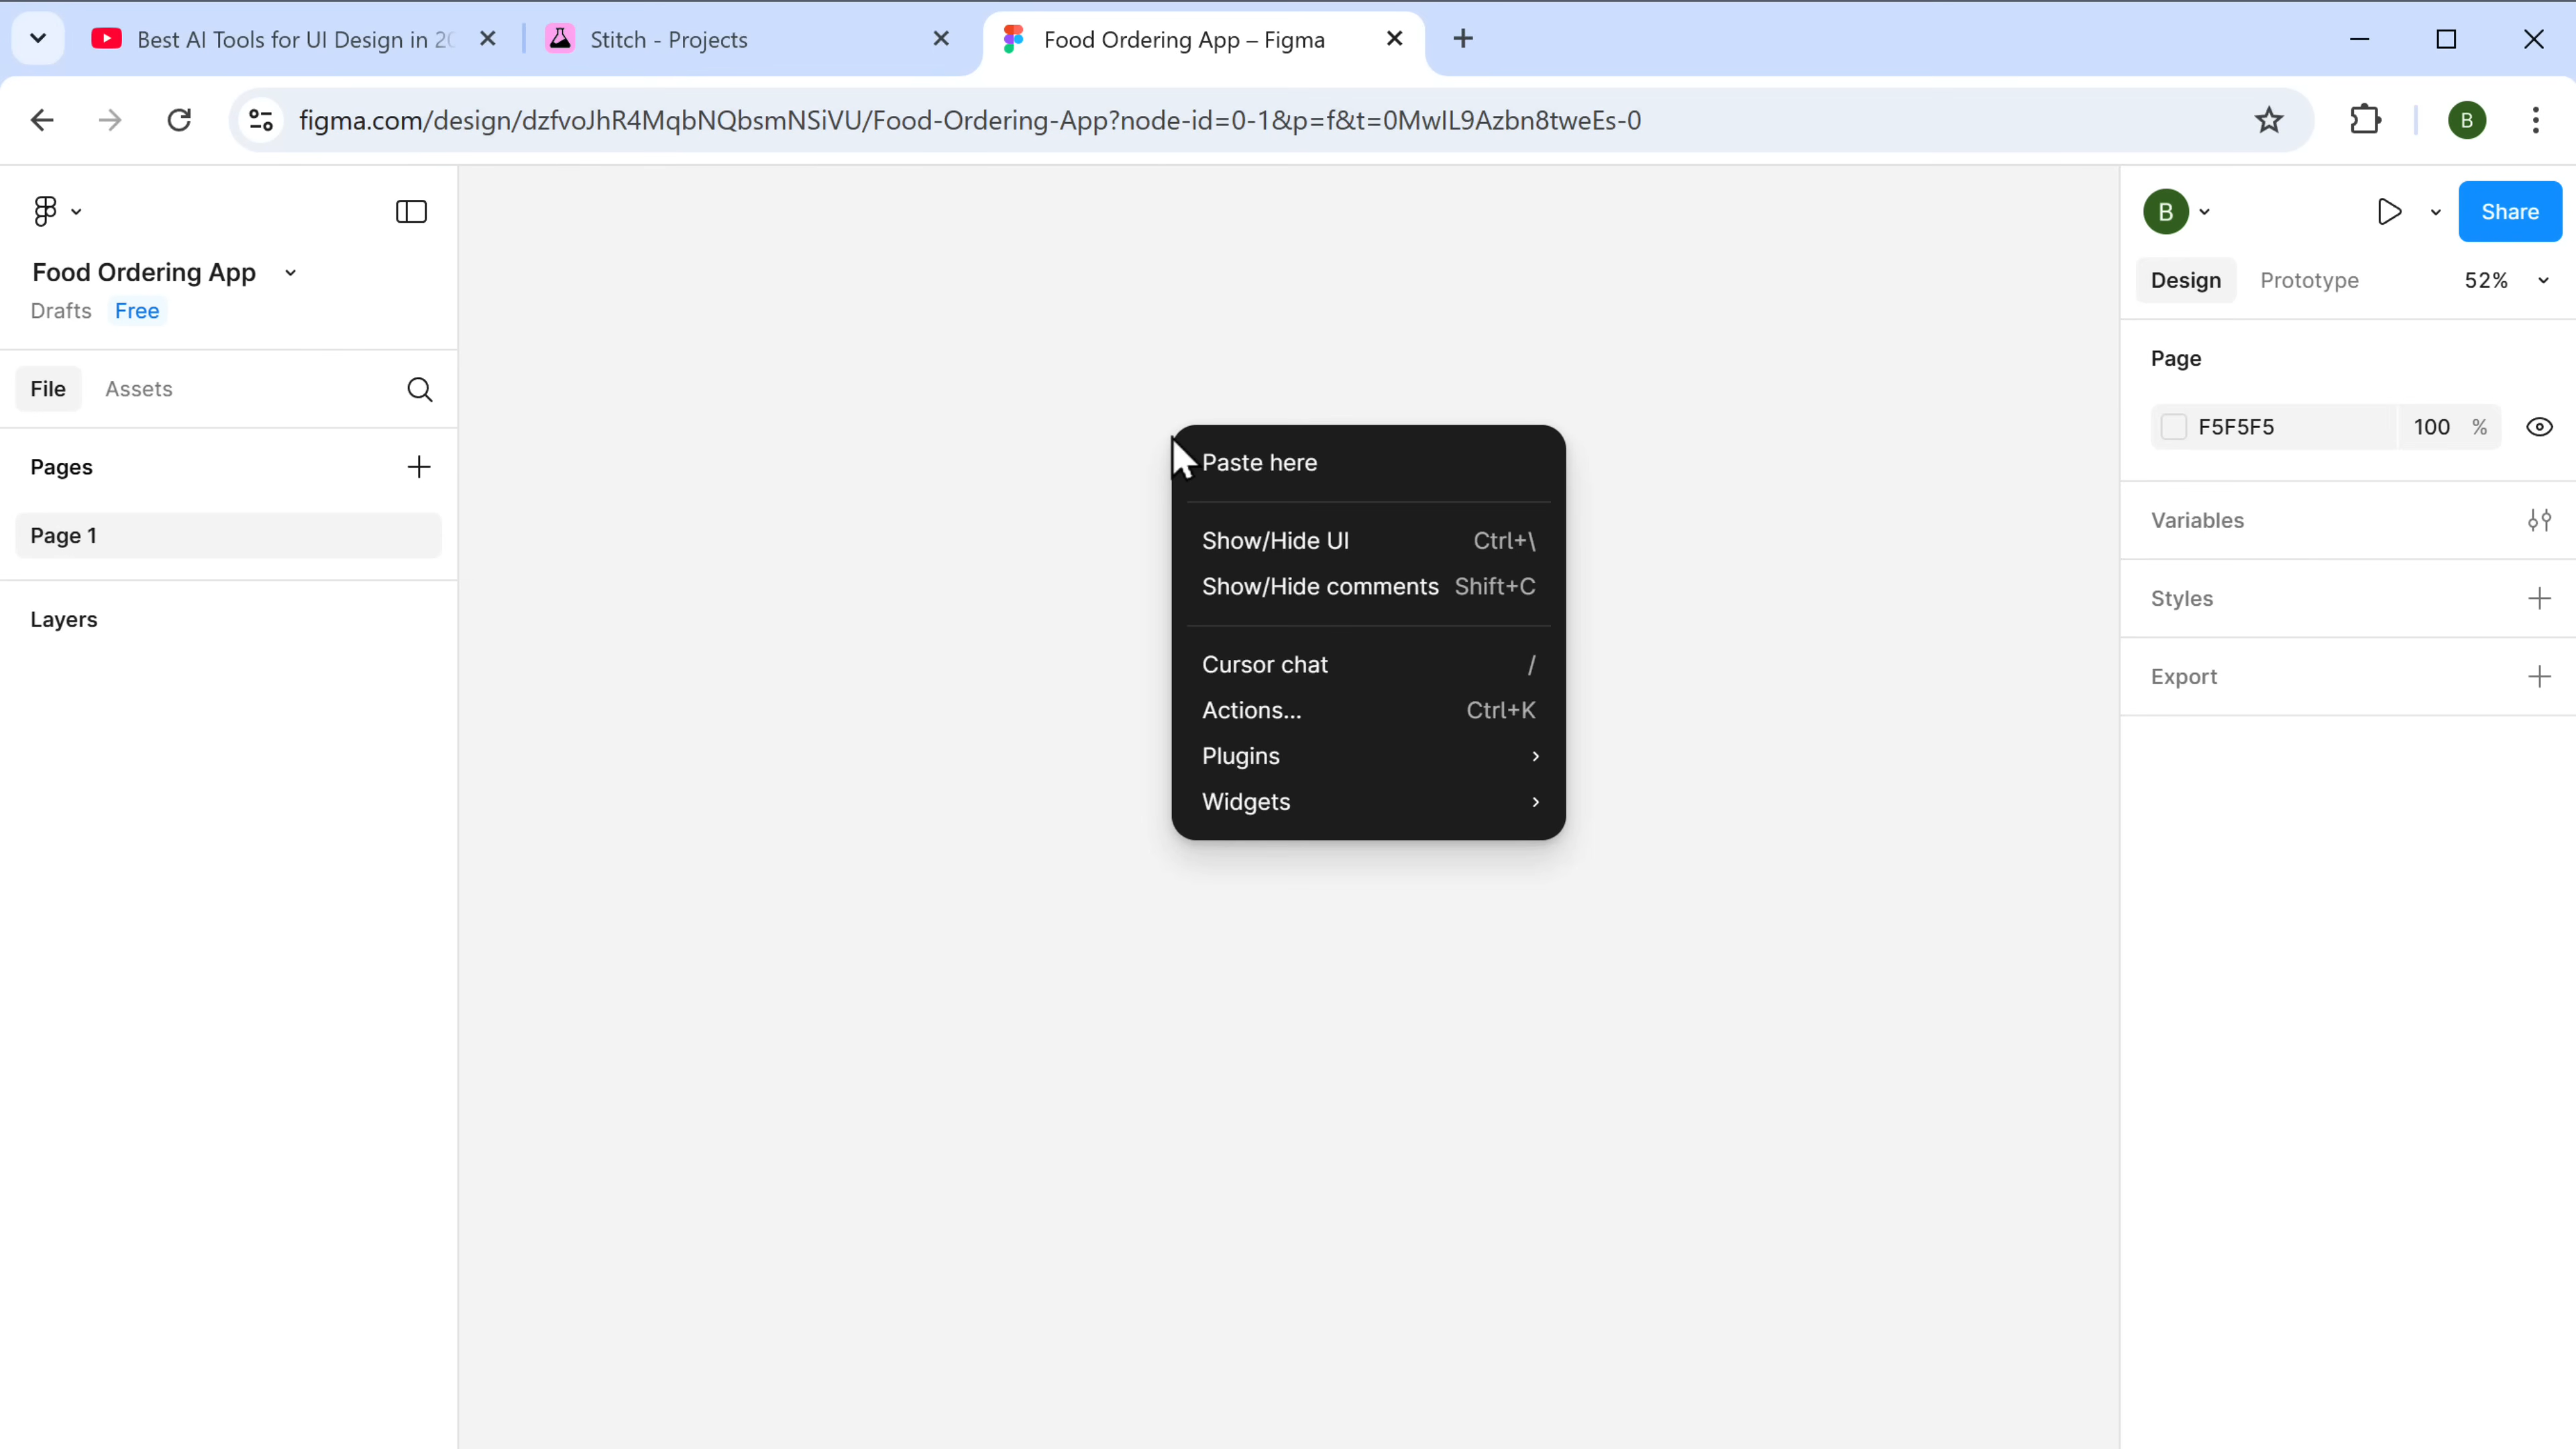 Best AI Tools for UI Design in 20
Stitch - Projects
Food Ordering App – Figma
figma.com/design/dzfvoJhR4MqbNQbsmNSiVU/Food-Ordering-App?node-id=0-1&p=f&t=0MwIL9Azbn8tweEs-0
B
Food Ordering App
Drafts Free
File Assets
Pages
Page 1
Layers
Paste here
Show/Hide UI Ctrl+\
Show/Hide comments Shift+C
Cursor chat /
Actions... Ctrl+K
Plugins
Widgets
B
Share
Design Prototype 52%
Page
F5F5F5 100 %
Variables
Styles
Export